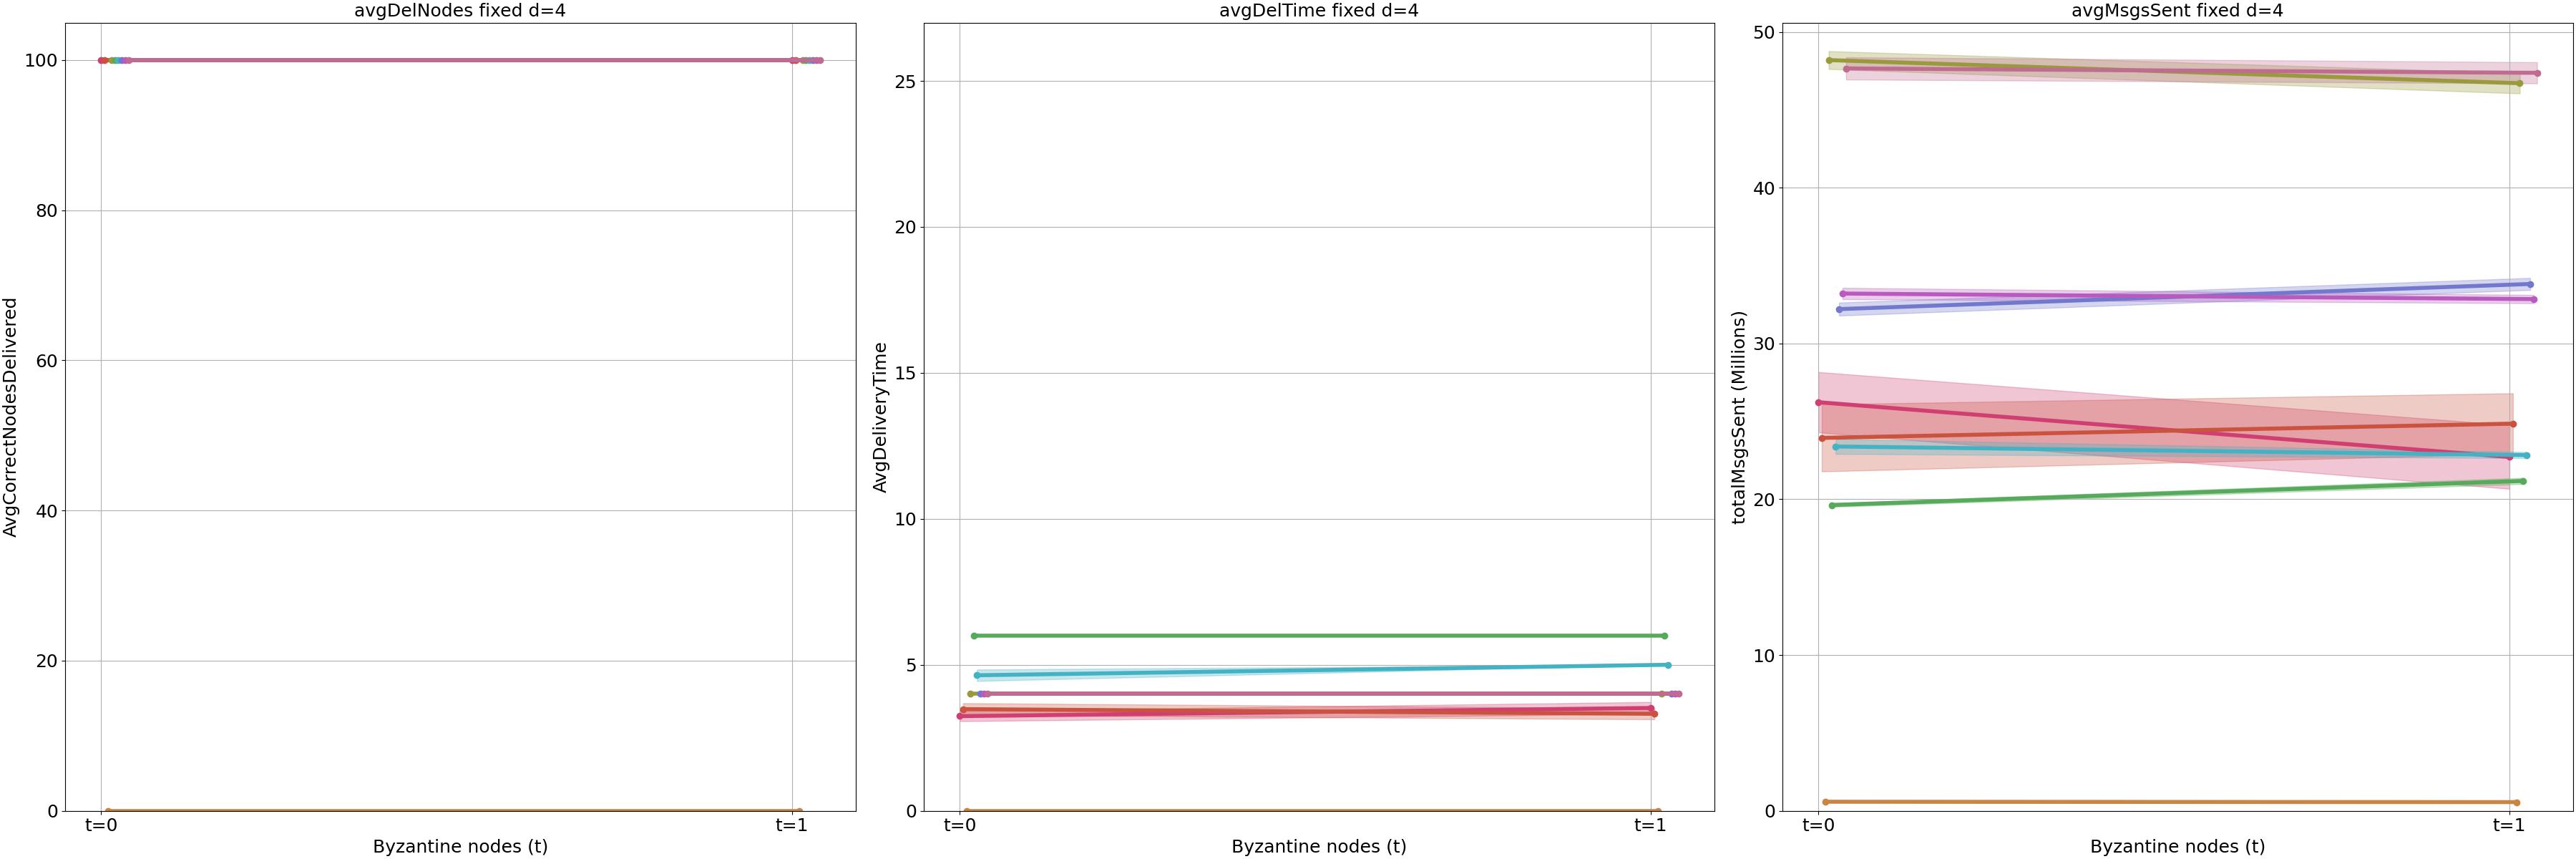 avgDelNodes fixed d=4
100
80
60
40
20
0
AvgCorrectNodesDelivered
t=0
t=1
Byzantine nodes (t)
avgDelTime fixed d=4
25
20
15
10
5
0
AvgDeliveryTime
t=0
t=1
Byzantine nodes (t)
avgMsgsSent fixed d=4
50
40
30
20
10
0
totalMsgsSent (Millions)
t=0
t=1
Byzantine nodes (t)